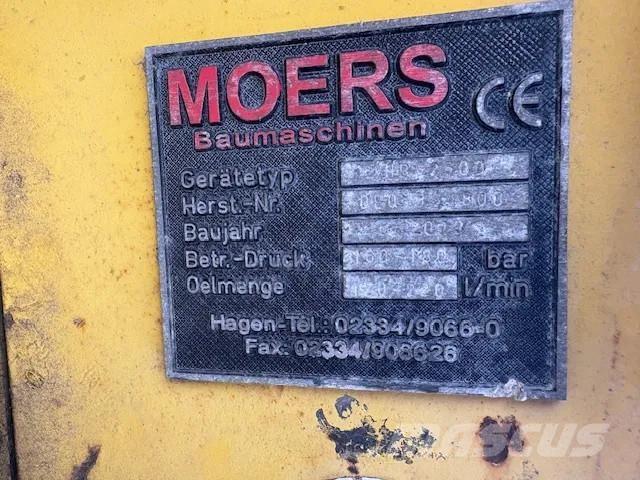 MOERS
Baumaschinen
CE
Gerätetyp
Herst.-Nr.
Baujahr
Betr.-Druck bar
Oelmenge l/min
Hagen-Tel.: 02334/9066-0
Fax: 02334/906626
MASCUS